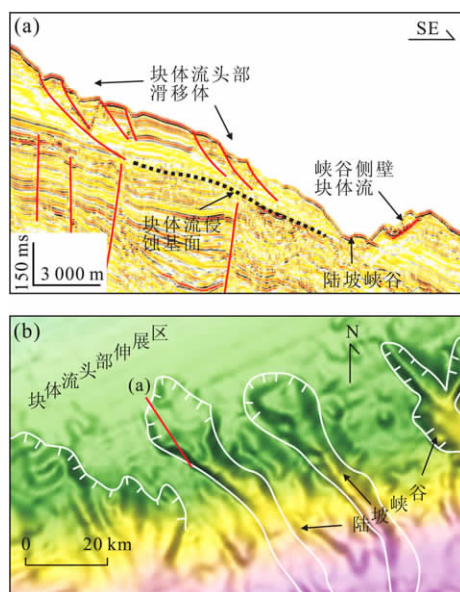 (a)
SE
块体流头部
滑移体
峡谷侧壁
块体流
块体流侵
蚀基面
陆坡峡谷
150 ms
3 000 m
(b)
N
块体流头部伸展区
(a)
陆坡峡谷
0 20 km